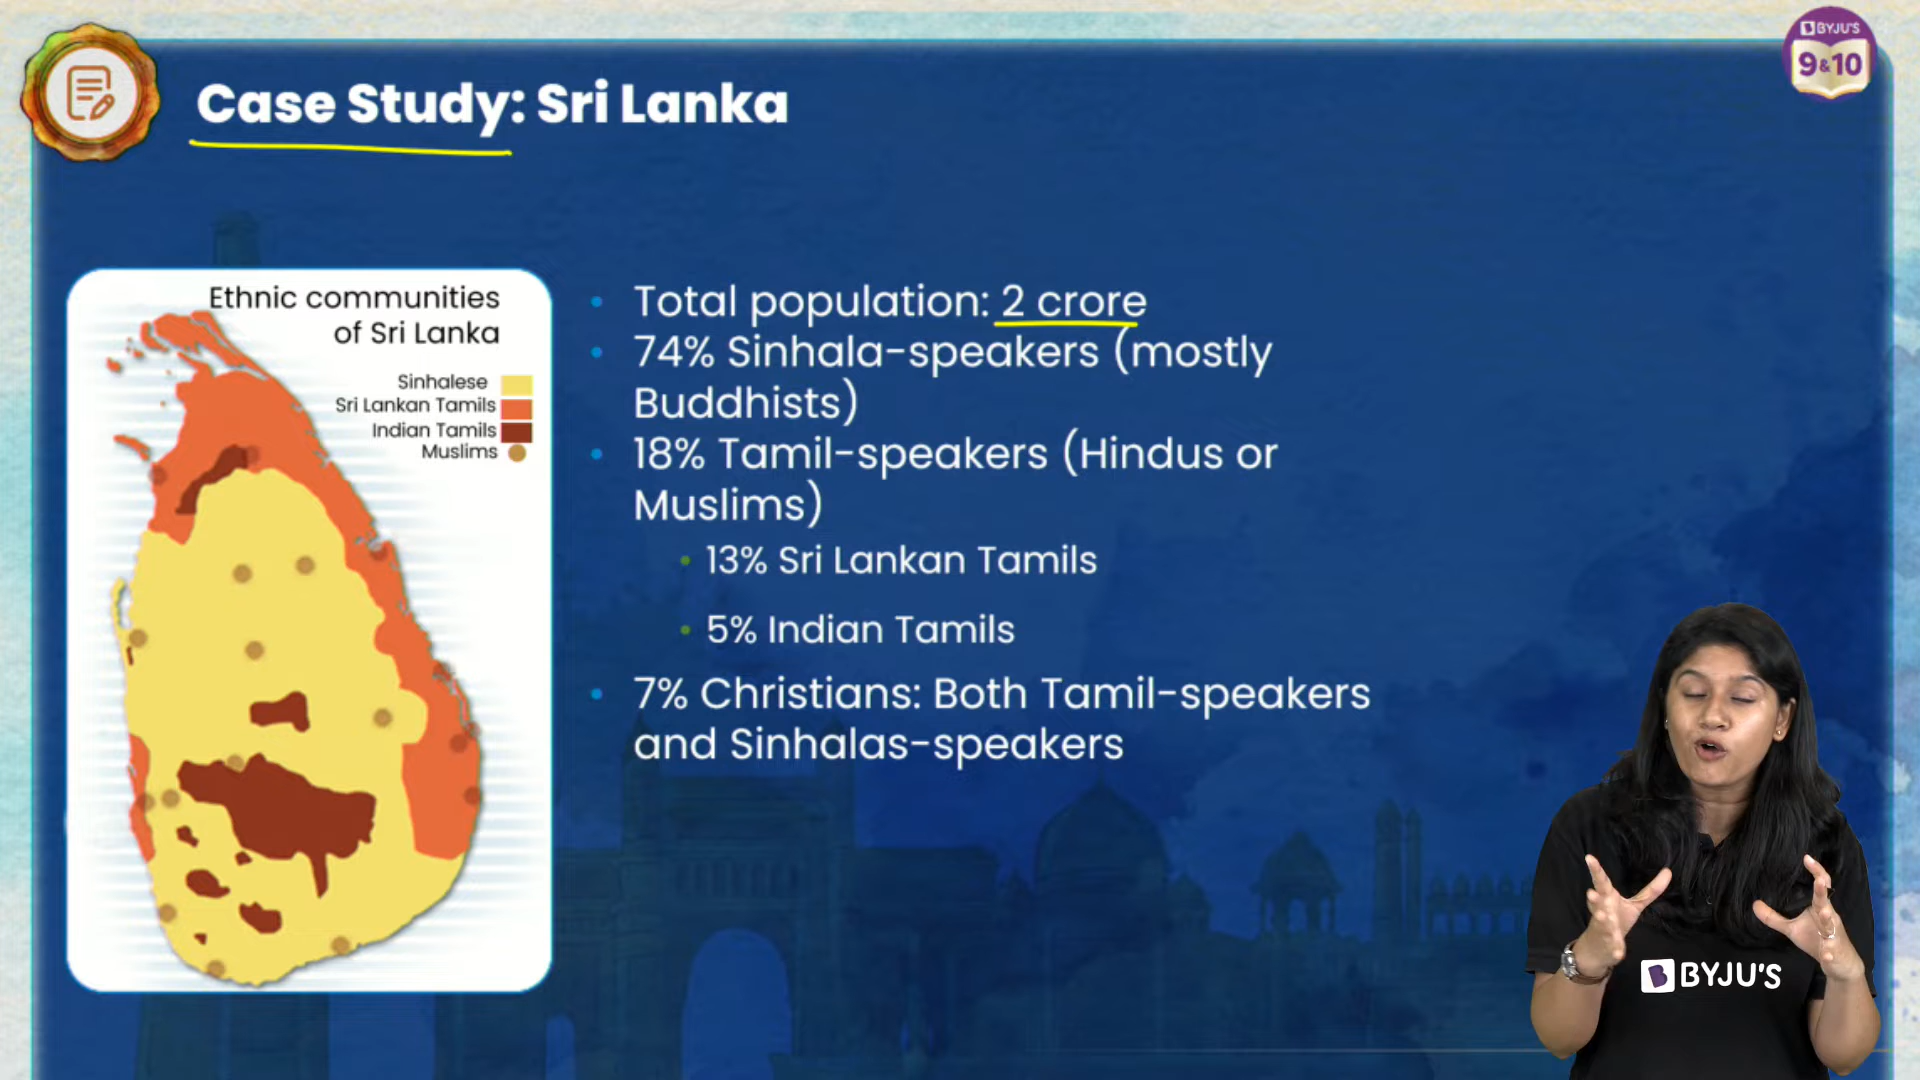 BYJU'S
9&10
Case Study: Sri Lanka
Ethnic communities
of Sri Lanka
Sinhalese
Sri Lankan Tamils
Indian Tamils
Muslims
• Total population: 2 crore
• 74% Sinhala-speakers (mostly
Buddhists)
• 18% Tamil-speakers (Hindus or
Muslims)
• 13% Sri Lankan Tamils
• 5% Indian Tamils
• 7% Christians: Both Tamil-speakers
and Sinhalas-speakers
BYJU'S